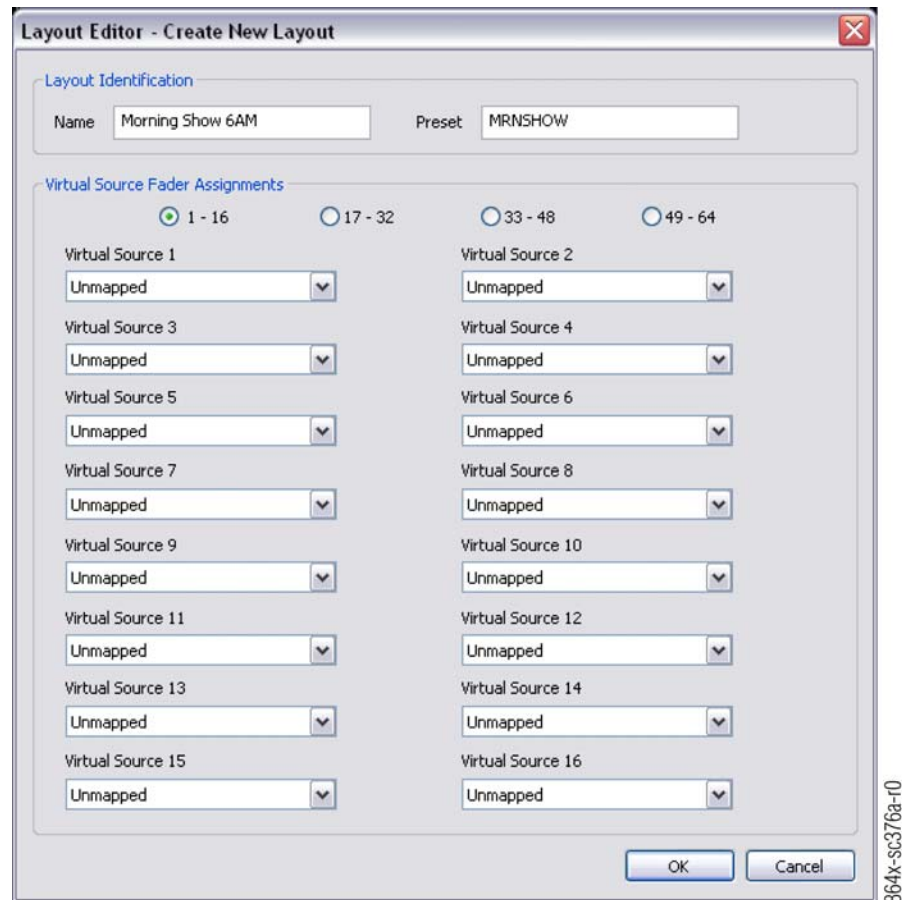 Layout Editor - Create New Layout
Layout Identification
Name Morning Show 6AM Preset MRNSHOW
Virtual Source Fader Assignments
1 - 16 17 - 32 33 - 48 49 - 64
Virtual Source 1 Virtual Source 2
Unmapped Unmapped
Virtual Source 3 Virtual Source 4
Unmapped Unmapped
Virtual Source 5 Virtual Source 6
Unmapped Unmapped
Virtual Source 7 Virtual Source 8
Unmapped Unmapped
Virtual Source 9 Virtual Source 10
Unmapped Unmapped
Virtual Source 11 Virtual Source 12
Unmapped Unmapped
Virtual Source 13 Virtual Source 14
Unmapped Unmapped
Virtual Source 15 Virtual Source 16
Unmapped Unmapped
OK Cancel
864x-sc376a-r0